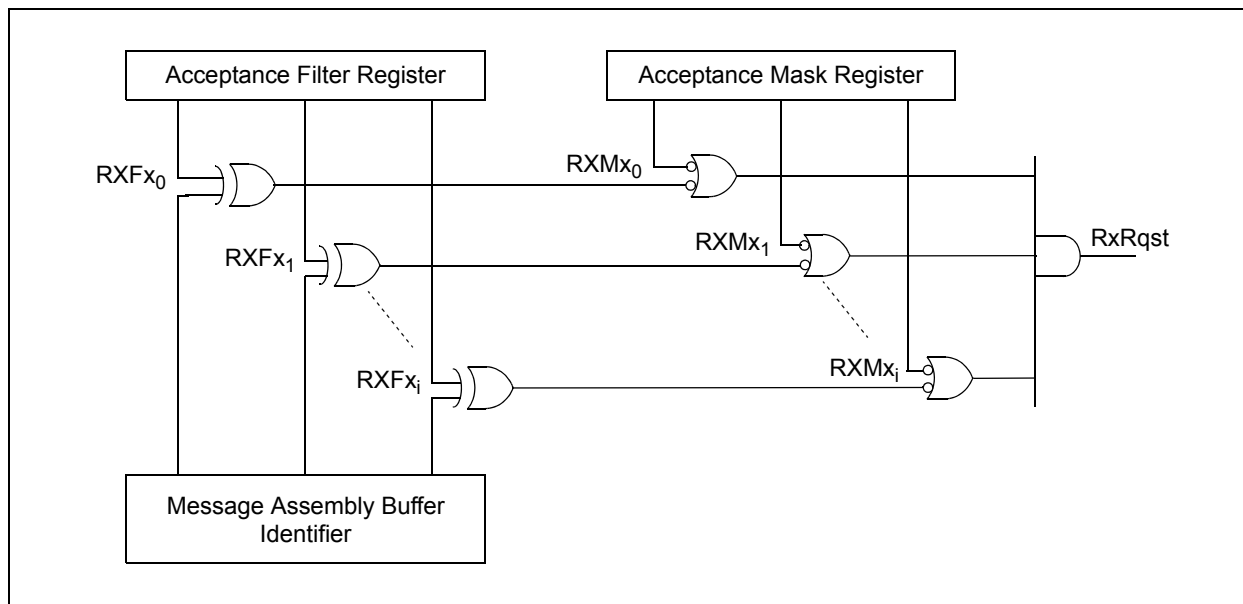 Acceptance Filter Register
Acceptance Mask Register
RXFx0
RXMx0
RXFx1
RXMx1
RxRqst
RXFxi
RXMxi
Message Assembly Buffer
Identifier